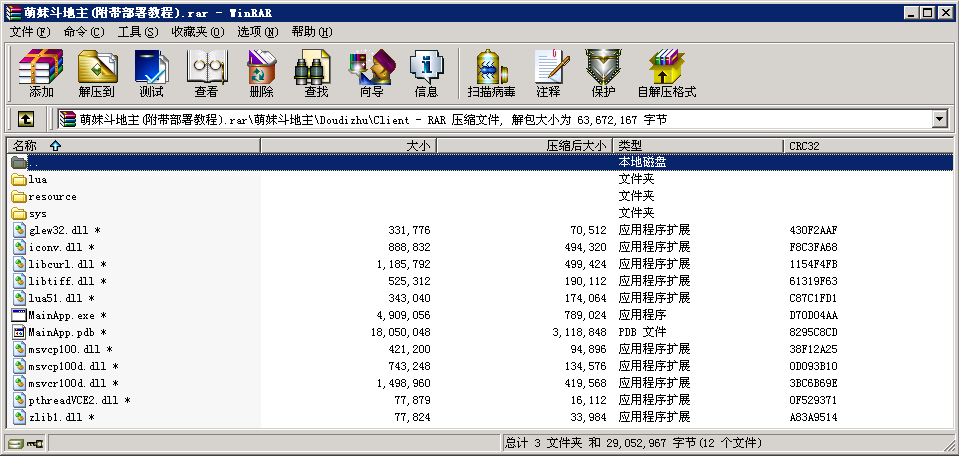 萌妹斗地主(附带部署教程).rar - WinRAR
文件(F) 命令(C) 工具(S) 收藏夹(O) 选项(N) 帮助(H)
添加 解压到 测试 查看 删除 查找 向导 信息 扫描病毒 注释 保护 自解压格式
萌妹斗地主(附带部署教程).rar\萌妹斗地主\Doudizhu\Client - RAR 压缩文件, 解包大小为 63,672,167 字节
名称 大小 压缩后大小 类型 CRC32
.. 本地磁盘
lua 文件夹
resource 文件夹
sys 文件夹
glew32.dll * 331,776 70,512 应用程序扩展 430F2AAF
iconv.dll * 888,832 494,320 应用程序扩展 F8C3FA68
libcurl.dll * 1,185,792 499,424 应用程序扩展 1154F4FB
libtiff.dll * 525,312 190,112 应用程序扩展 61319F63
lua51.dll * 343,040 174,064 应用程序扩展 C87C1FD1
MainApp.exe * 4,909,056 789,024 应用程序 D70D04AA
MainApp.pdb * 18,050,048 3,118,848 PDB 文件 8295C8CD
msvcp100.dll * 421,200 94,896 应用程序扩展 38F12A25
msvcp100d.dll * 743,248 134,576 应用程序扩展 0D093B10
msvcr100d.dll * 1,498,960 419,568 应用程序扩展 3BC6B69E
pthreadVCE2.dll * 77,879 16,112 应用程序扩展 0F529371
zlib1.dll * 77,824 33,984 应用程序扩展 A83A9514
总计 3 文件夹 和 29,052,967 字节(12 个文件)